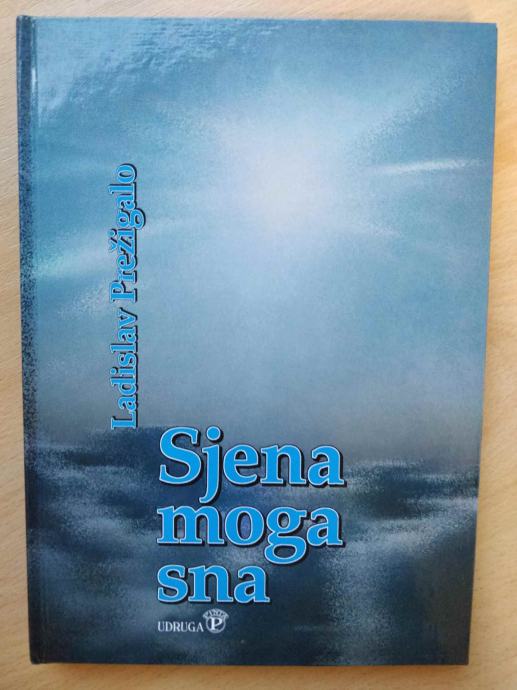 Ladislav Prežigalo
Sjena
moga
sna
UDRUGA P